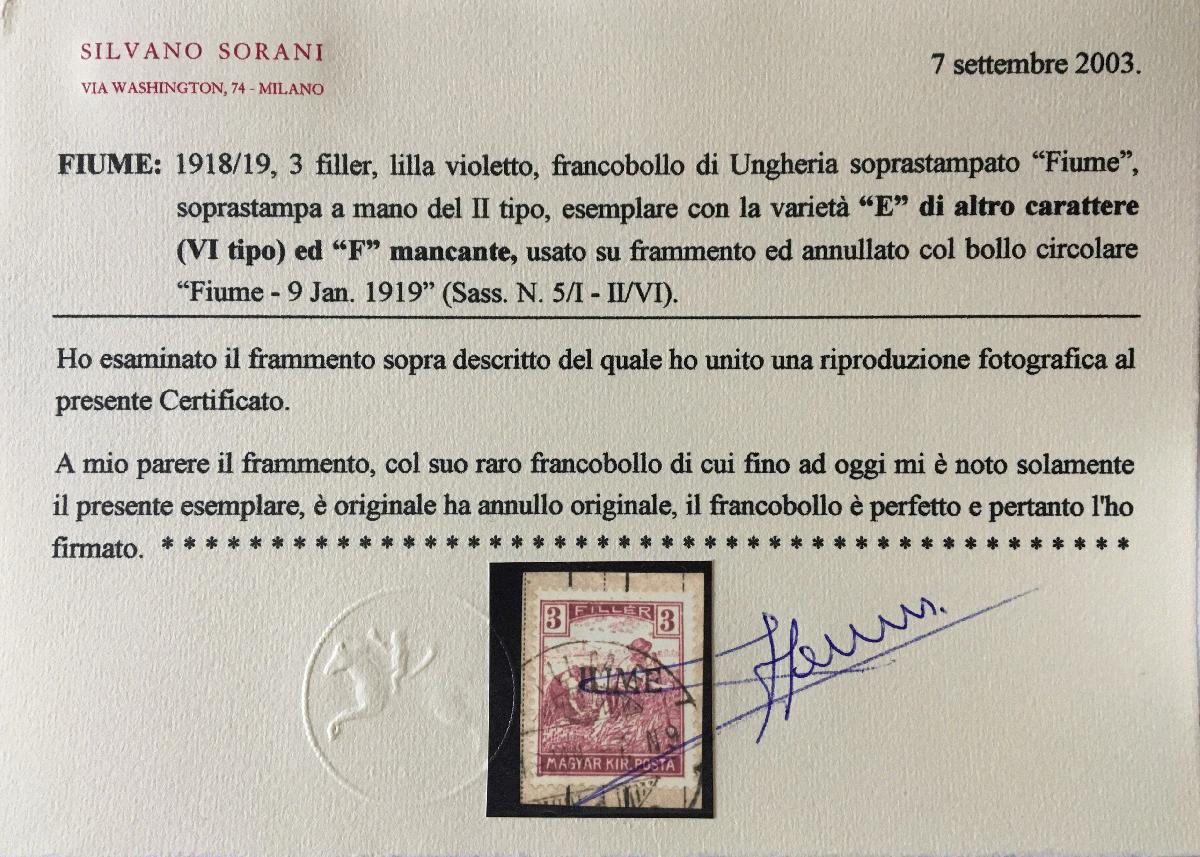 SILVANO SORANI
VIA WASHINGTON, 74 - MILANO
7 settembre 2003.
FIUME: 1918/19, 3 filler, lilla violetto, francobollo di Ungheria soprastampato “Fiume”,
soprastampa a mano del II tipo, esemplare con la varietà “E” di altro carattere
(VI tipo) ed “F” mancante, usato su frammento ed annullato col bollo circolare
“Fiume - 9 Jan. 1919” (Sass. N. 5/I - II/VI).
Ho esaminato il frammento sopra descritto del quale ho unito una riproduzione fotografica al
presente Certificato.
A mio parere il frammento, col suo raro francobollo di cui fino ad oggi mi è noto solamente
il presente esemplare, è originale ha annullo originale, il francobollo è perfetto e pertanto l'ho
firmato. * * * * * * * * * * * * * * * * * * * * * * * * * * * * * * * * * * * * * * * * * * * * *
3 FILLÉR 3
IUME
MAGYAR KIR. POSTA